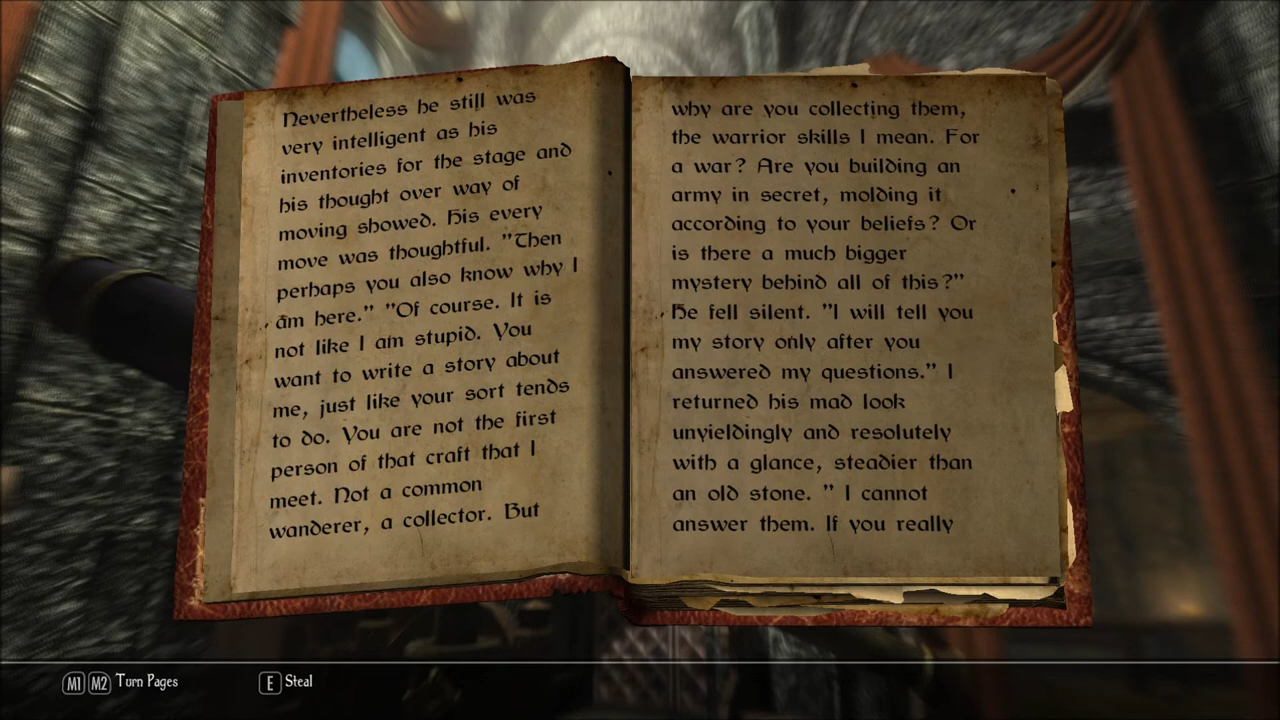 Nevertheless he still was
very intelligent as his
inventories for the stage and
his thought over way of
moving showed. His every
move was thoughtful. "Then
perhaps you also know why I
am here." "Of course. It is
not like I am stupid. You
want to write a story about
me, just like your sort tends
to do. You are not the first
person of that craft that I
meet. Not a common
wanderer, a collector. But
why are you collecting them,
the warrior skills I mean. For
a war? Are you building an
army in secret, molding it
according to your beliefs? Or
is there a much bigger
mystery behind all of this?"
He fell silent. "I will tell you
my story only after you
answered my questions." I
returned his mad look
unyieldingly and resolutely
with a glance, steadier than
an old stone. " I cannot
answer them. If you really
M1 M2 Turn Pages
E Steal